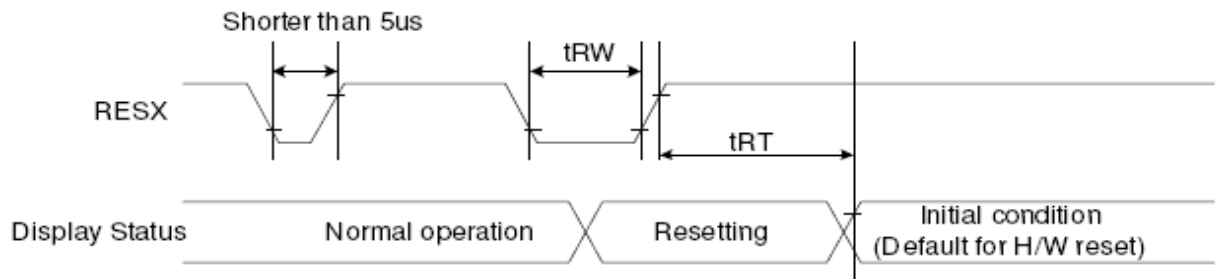 Shorter than 5us
tRW
RESX
tRT
Display Status
Normal operation
Resetting
Initial condition
(Default for H/W reset)